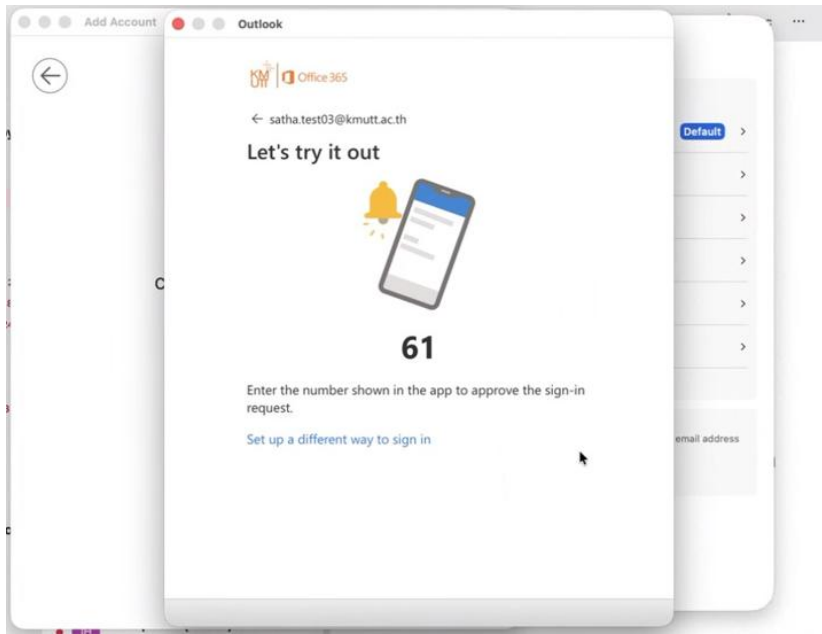 Add Account
Outlook
KMUTT
Office 365
satha.test03@kmutt.ac.th
Let's try it out
Default
61
Enter the number shown in the app to approve the sign-in
request.
Set up a different way to sign in
email address